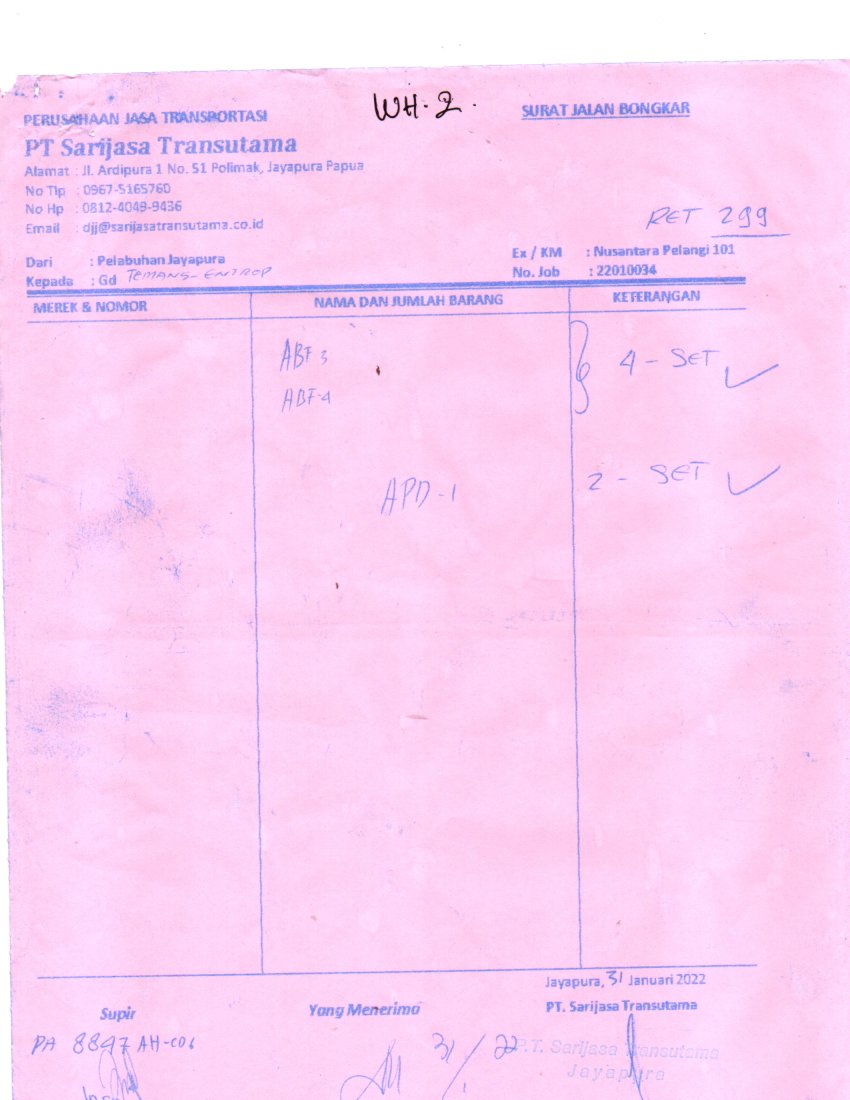 WH-2.
PERUSAHAAN JASA TRANSPORTASI
SURAT JALAN BONGKAR
PT Sarijasa Transutama
Alamat : Jl. Ardipura 1 No. 51 Polimak, Jayapura Papua
No Tlp : 0967-5165760
No Hp : 0812-4049-9436
Email : djj@sarijasatransutama.co.id
RET 299
Dari : Pelabuhan Jayapura
Ex / KM : Nusantara Pelangi 101
Kepada : Gd TEMANS-ENTROP
No. Job : 22010034
MEREK & NOMOR NAMA DAN JUMLAH BARANG KETERANGAN
ABF 3
4 - SET
ABF-4
APD-1 2 - SET
Jayapura, 31 Januari 2022
Supir Yang Menerima PT. Sarijasa Transutama
PA 8897 AH-C06
31/1 22
P.T. Sarijasa Transutama
Jayapura